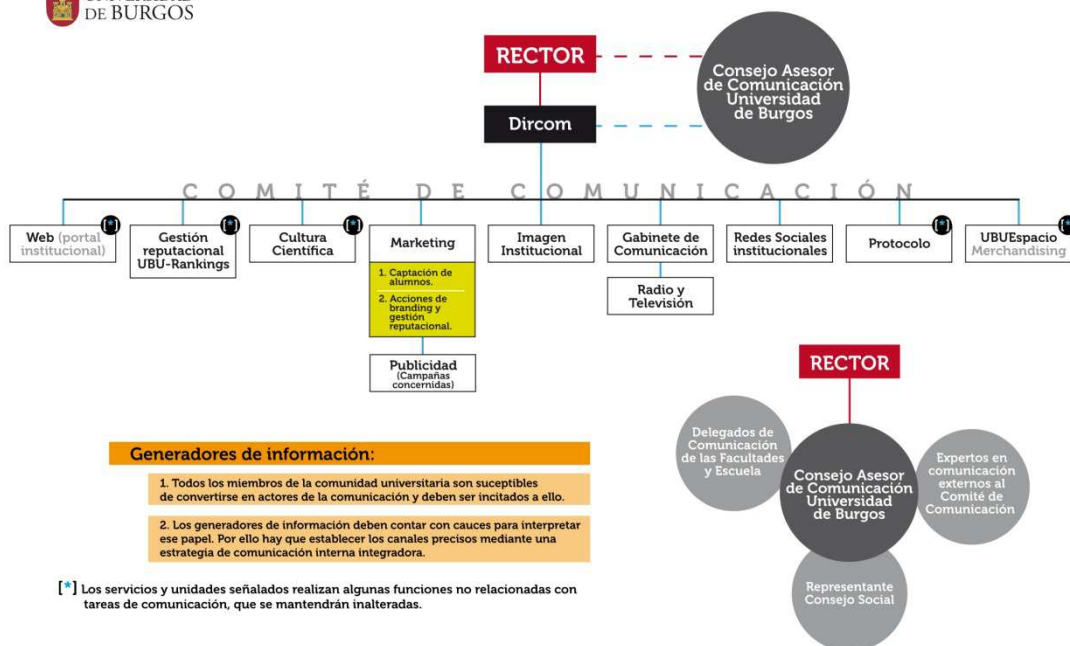 DE BURGOS
RECTOR
Consejo Asesor
de Comunicación
Universidad
de Burgos
Dircom
COMITÉ DE COMUNICACIÓN
[*]
[*]
[*]
[*]
[*]
Web (portal
institucional)
Gestión
reputacional
UBU-Rankings
Cultura
Científica
Marketing
1. Captación de
alumnos.
2. Acciones de
branding y
gestión
reputacional.
Publicidad
(Campañas
concernidas)
Imagen
Institucional
Gabinete de
Comunicación
Radio y
Televisión
Redes Sociales
institucionales
Protocolo
UBUEspacio
Merchandising
RECTOR
Delegados de
Comunicación
de las Facultades
y Escuela
Consejo Asesor
de Comunicación
Universidad
de Burgos
Expertos en
comunicación
externos al
Comité de
Comunicación
Representante
Consejo Social
Generadores de información:
1. Todos los miembros de la comunidad universitaria son suceptibles
de convertirse en actores de la comunicación y deben ser incitados a ello.
2. Los generadores de información deben contar con cauces para interpretar
ese papel. Por ello hay que establecer los canales precisos mediante una
estrategia de comunicación interna integradora.
[*] Los servicios y unidades señalados realizan algunas funciones no relacionadas con
tareas de comunicación, que se mantendrán inalteradas.